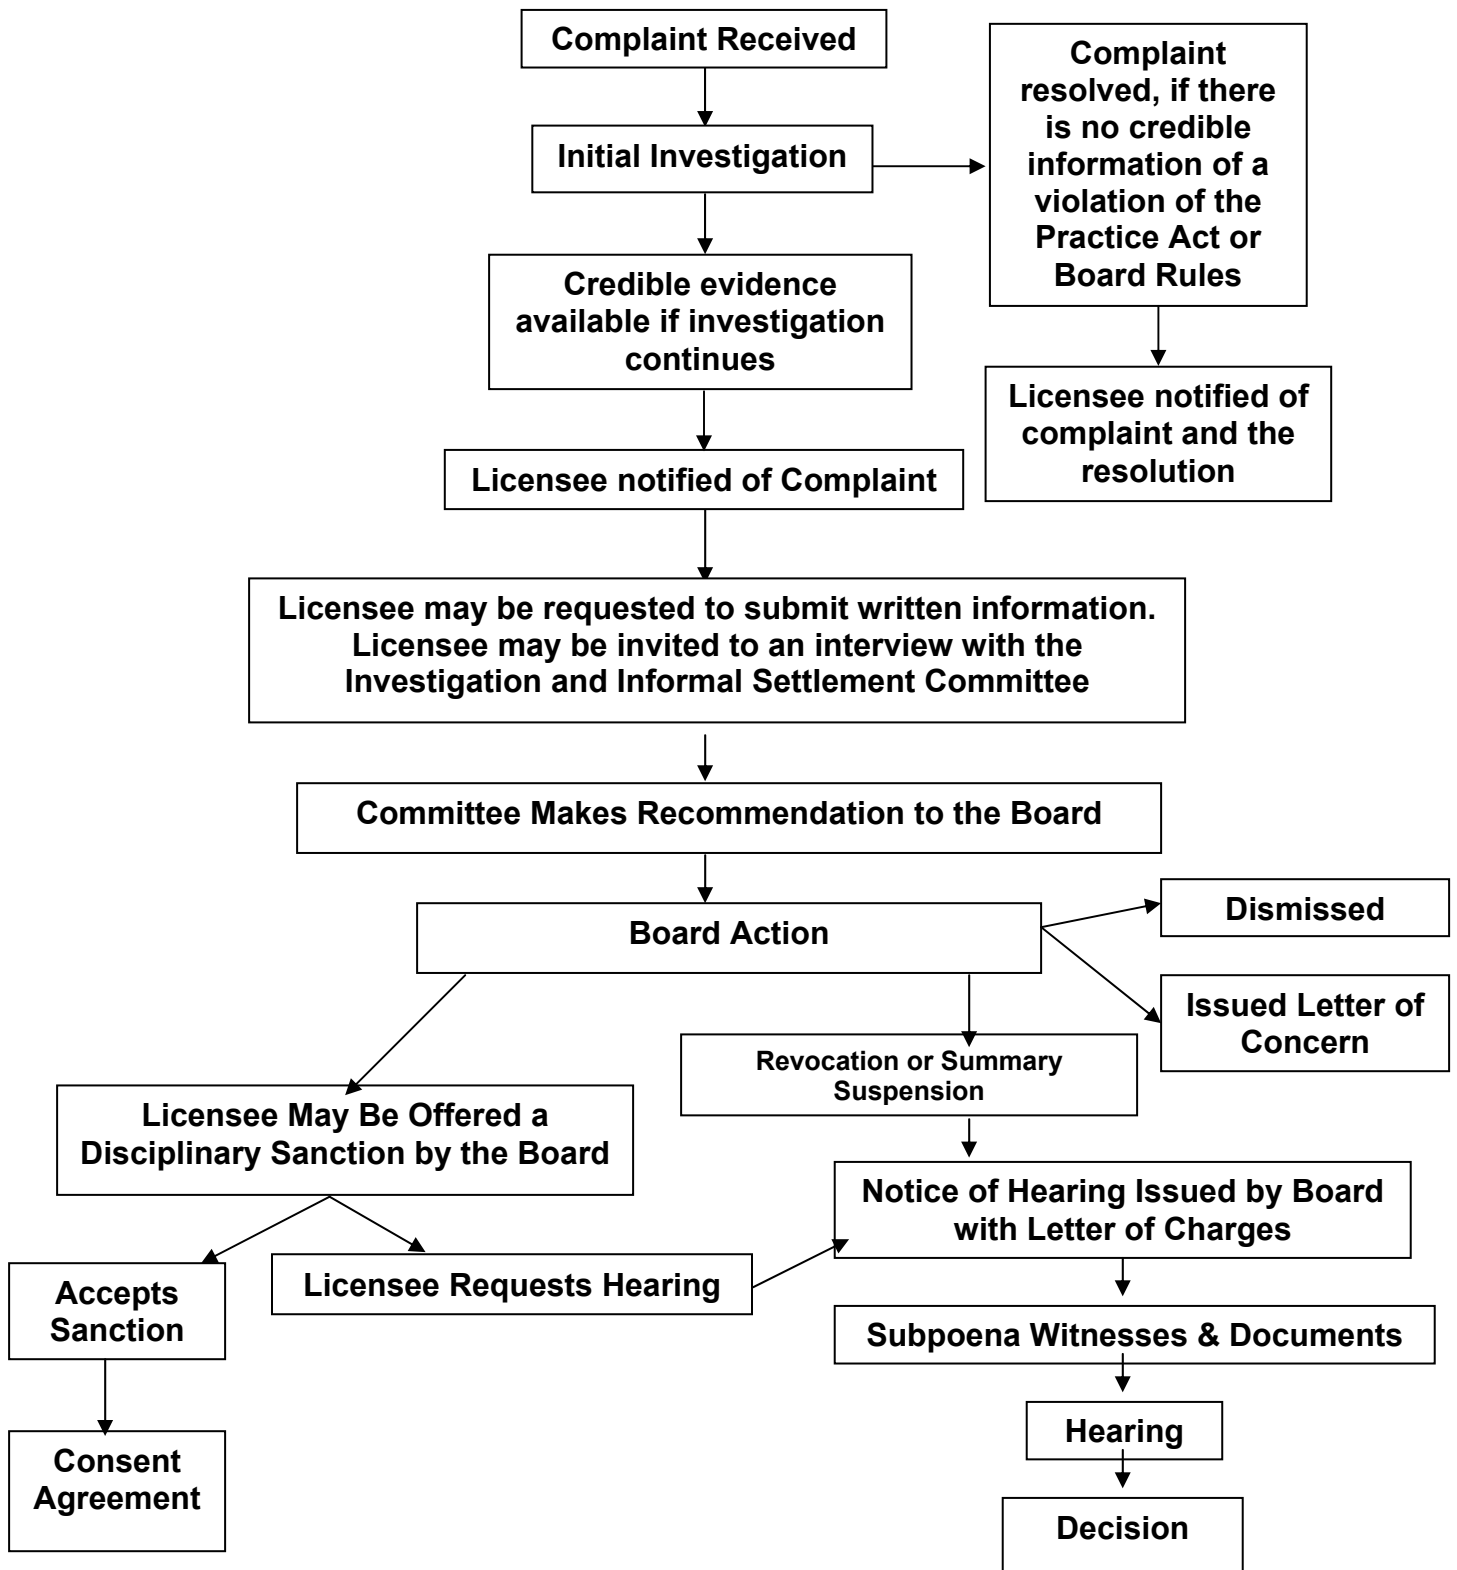 Complaint Received
Complaint
resolved, if there
is no credible
information of a
violation of the
Practice Act or
Board Rules
Initial Investigation
Credible evidence
available if investigation
continues
Licensee notified of
complaint and the
resolution
Licensee notified of Complaint
Licensee may be requested to submit written information.
Licensee may be invited to an interview with the
Investigation and Informal Settlement Committee
Committee Makes Recommendation to the Board
Board Action
Dismissed
Issued Letter of
Concern
Revocation or Summary
Suspension
Licensee May Be Offered a
Disciplinary Sanction by the Board
Notice of Hearing Issued by Board
with Letter of Charges
Accepts
Sanction
Licensee Requests Hearing
Subpoena Witnesses & Documents
Hearing
Consent
Agreement
Decision